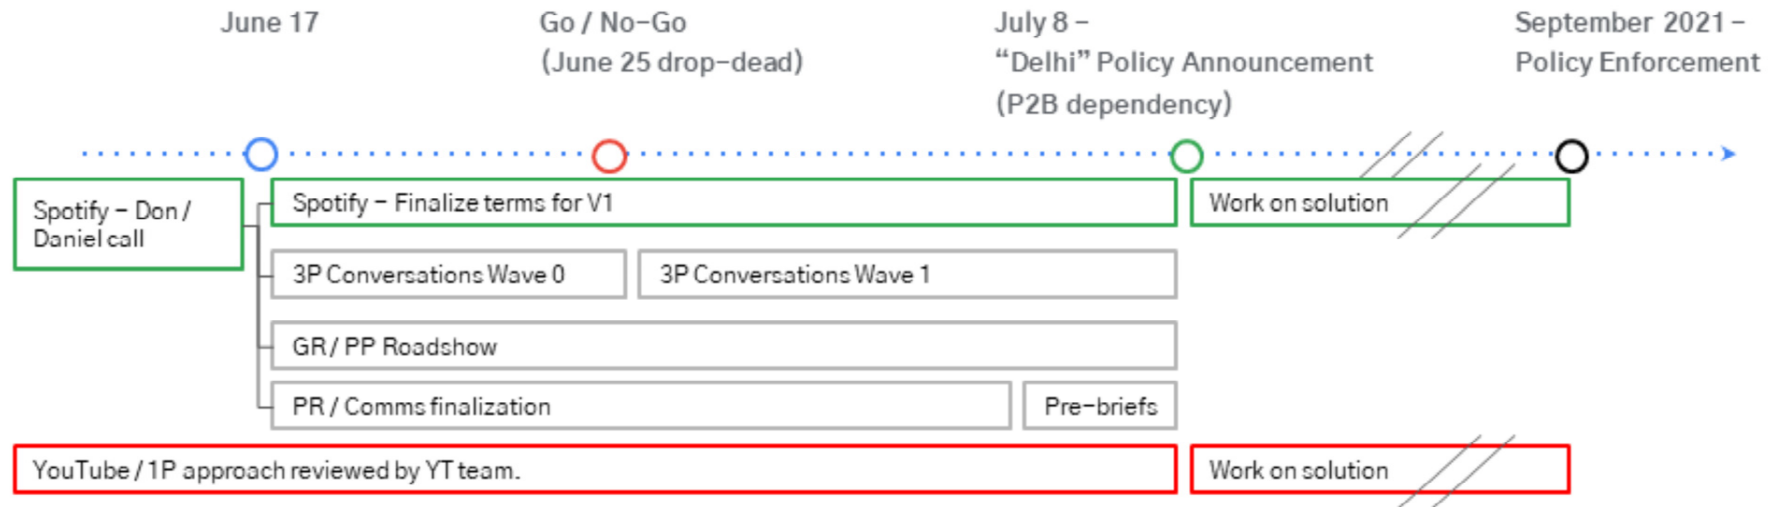 June 17
Go / No-Go
(June 25 drop-dead)
July 8 –
“Delhi” Policy Announcement
(P2B dependency)
September 2021 –
Policy Enforcement
Spotify – Don /
Daniel call
Spotify – Finalize terms for V1
Work on solution
3P Conversations Wave 0
3P Conversations Wave 1
GR / PP Roadshow
PR / Comms finalization
Pre-briefs
YouTube / 1P approach reviewed by YT team.
Work on solution